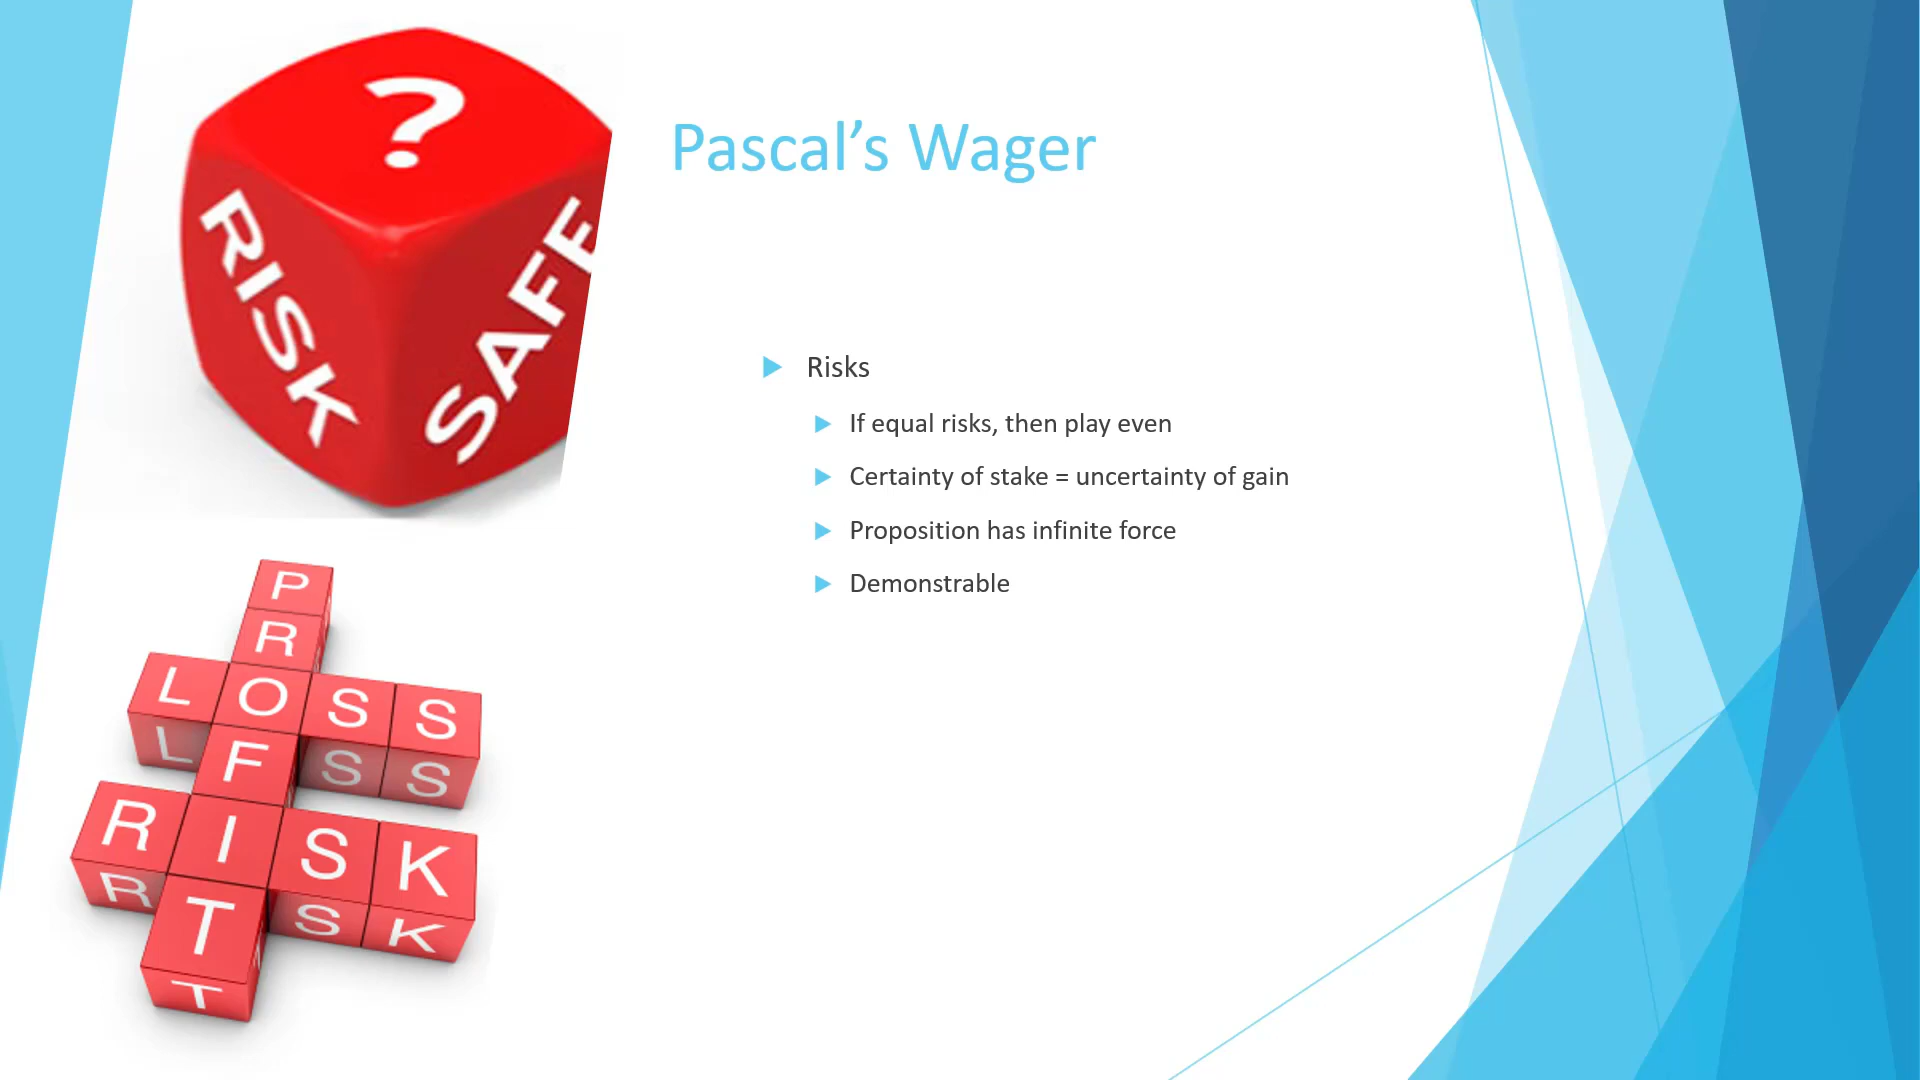 ?
RISK
SAFE
Pascal’s Wager
Risks
If equal risks, then play even
Certainty of stake = uncertainty of gain
Proposition has infinite force
Demonstrable
PROFIT
LOSS
RISK